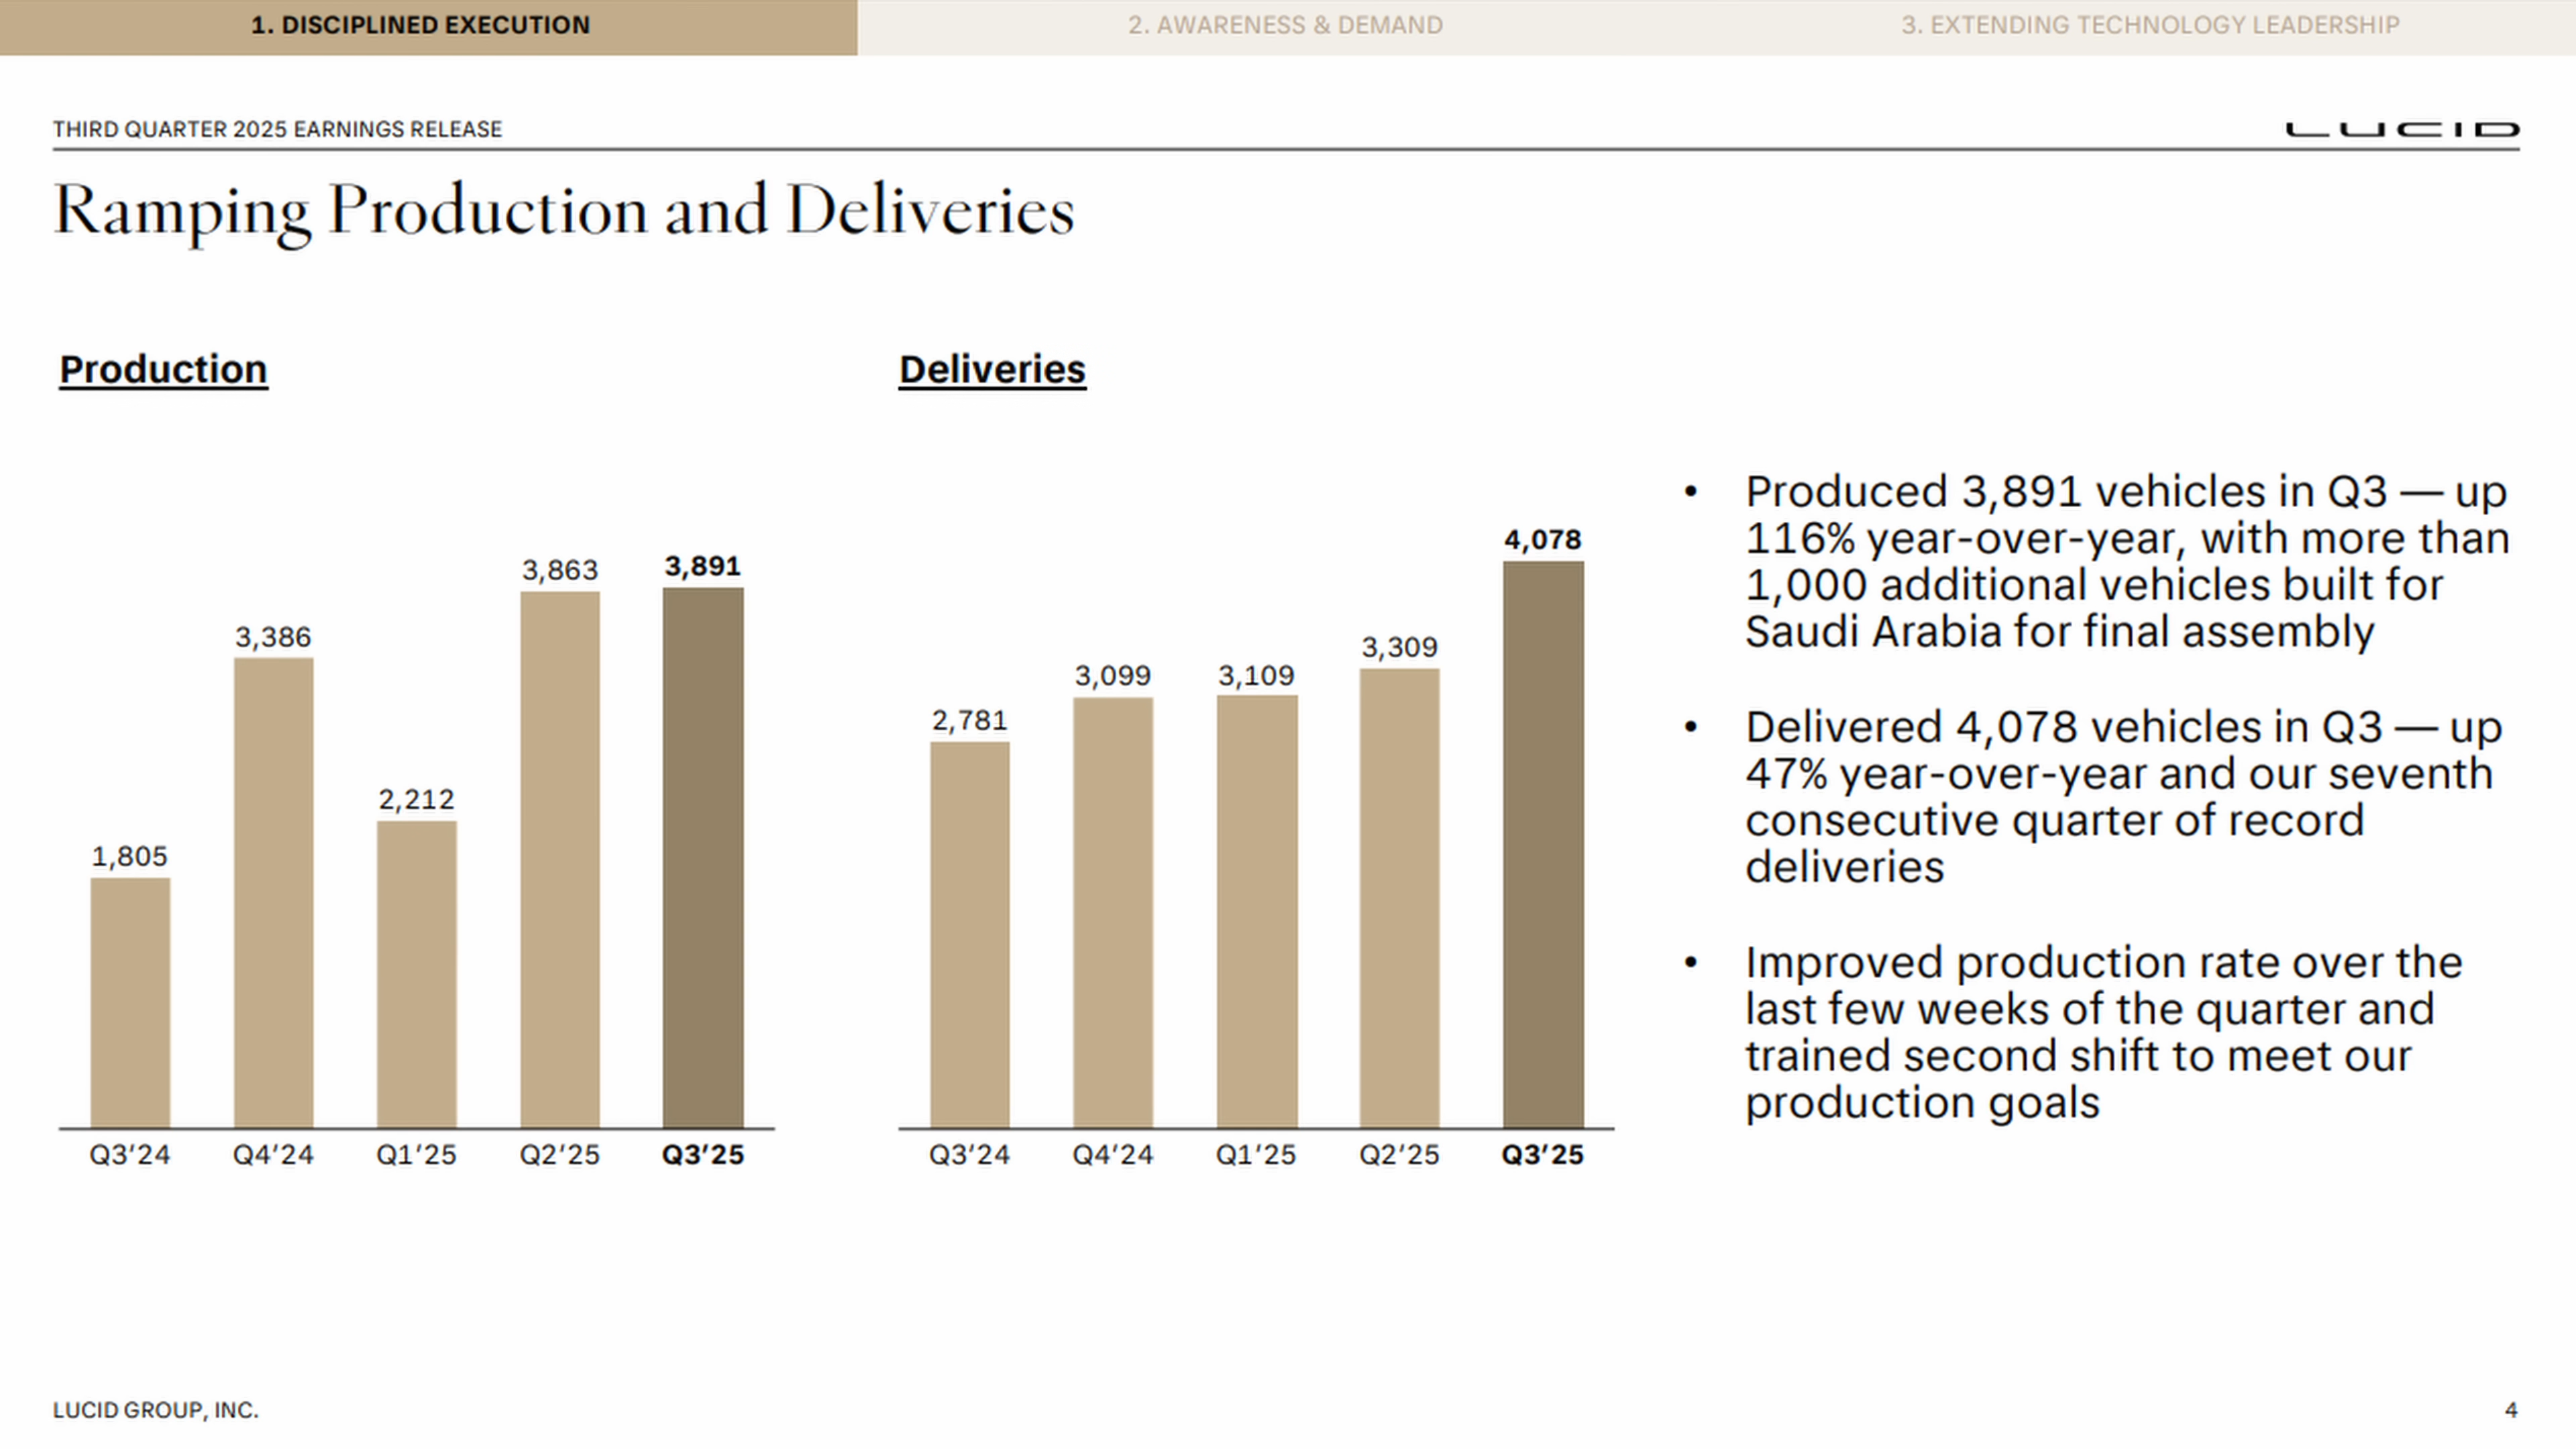 1. DISCIPLINED EXECUTION
2. AWARENESS & DEMAND
3. EXTENDING TECHNOLOGY LEADERSHIP
THIRD QUARTER 2025 EARNINGS RELEASE
LUCID
Ramping Production and Deliveries
Production
1,805
3,386
2,212
3,863
3,891
Q3'24
Q4'24
Q1'25
Q2'25
Q3'25
Deliveries
2,781
3,099
3,109
3,309
4,078
Q3'24
Q4'24
Q1'25
Q2'25
Q3'25
• Produced 3,891 vehicles in Q3 — up
116% year-over-year, with more than
1,000 additional vehicles built for
Saudi Arabia for final assembly
• Delivered 4,078 vehicles in Q3 — up
47% year-over-year and our seventh
consecutive quarter of record
deliveries
• Improved production rate over the
last few weeks of the quarter and
trained second shift to meet our
production goals
LUCID GROUP, INC.
4